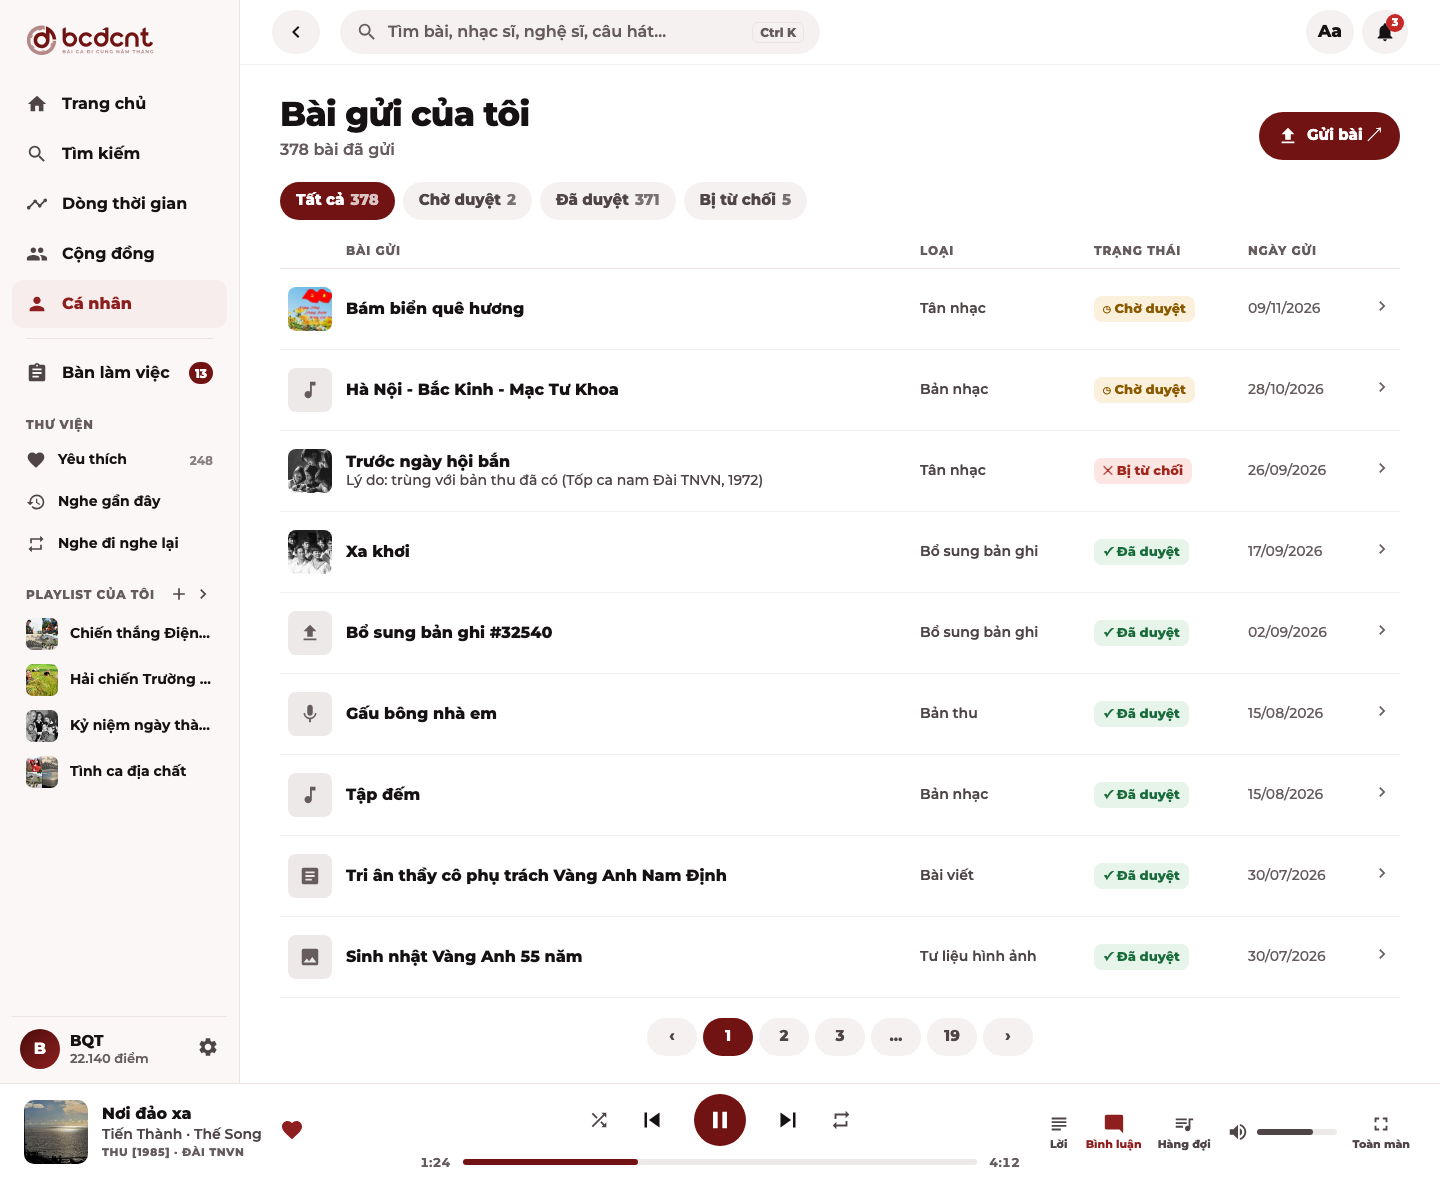 bcdcnt
BÀI CA ĐI CÙNG NĂM THÁNG
Trang chủ
Tìm kiếm
Dòng thời gian
Cộng đồng
Cá nhân
Bàn làm việc 13
THƯ VIỆN
Yêu thích 248
Nghe gần đây
Nghe đi nghe lại
PLAYLIST CỦA TÔI
Chiến thắng Điện...
Hải chiến Trường ...
Kỷ niệm ngày thà...
Tình ca địa chất
B
BQT
22.140 điểm
Tìm bài, nhạc sĩ, nghệ sĩ, câu hát... Ctrl K
Aa
3
Bài gửi của tôi
378 bài đã gửi
Gửi bài
Tất cả 378 Chờ duyệt 2 Đã duyệt 371 Bị từ chối 5
BÀI GỬI LOẠI TRẠNG THÁI NGÀY GỬI
Bám biển quê hương Tân nhạc Chờ duyệt 09/11/2026
Hà Nội - Bắc Kinh - Mạc Tư Khoa Bản nhạc Chờ duyệt 28/10/2026
Trước ngày hội bắn Tân nhạc Bị từ chối 26/09/2026
Lý do: trùng với bản thu đã có (Tốp ca nam Đài TNVN, 1972)
Xa khơi Bổ sung bản ghi Đã duyệt 17/09/2026
Bổ sung bản ghi #32540 Bổ sung bản ghi Đã duyệt 02/09/2026
Gấu bông nhà em Bản thu Đã duyệt 15/08/2026
Tập đếm Bản nhạc Đã duyệt 15/08/2026
Tri ân thầy cô phụ trách Vàng Anh Nam Định Bài viết Đã duyệt 30/07/2026
Sinh nhật Vàng Anh 55 năm Tư liệu hình ảnh Đã duyệt 30/07/2026
‹ 1 2 3 ... 19 ›
Nơi đảo xa
Tiến Thành · Thế Song
THU [1985] · ĐÀI TNVN
1:24 4:12
Lời Bình luận Hàng đợi Toàn màn